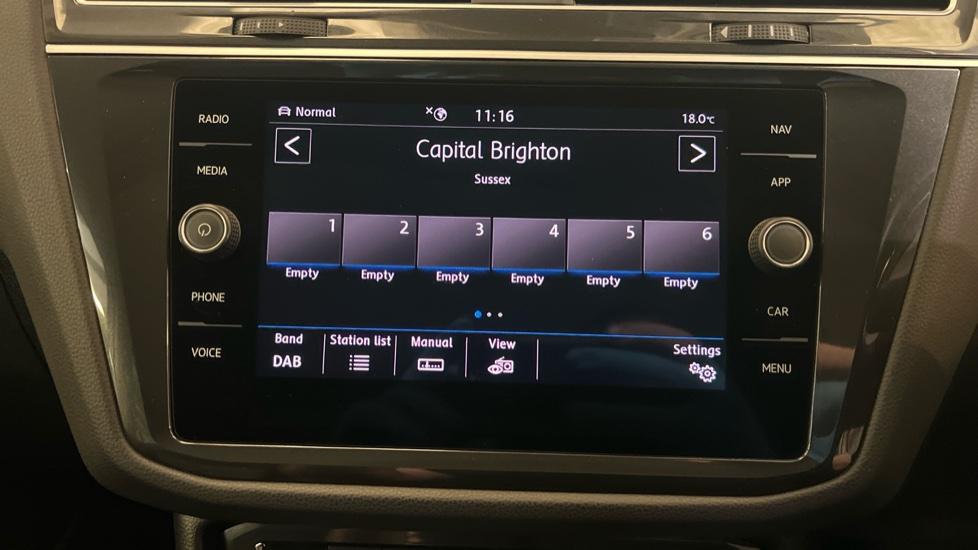 RADIO
MEDIA
PHONE
VOICE
Normal 11:16 18.0°C
Capital Brighton
Sussex
1 2 3 4 5 6
Empty Empty Empty Empty Empty Empty
Band Station list Manual View Settings
DAB
NAV
APP
CAR
MENU